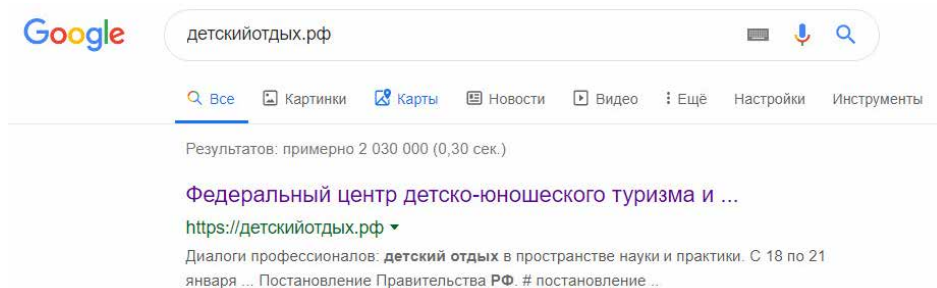 Google детскийотдых.рф
Все Картинки Карты Новости Видео Ещё Настройки Инструменты
Результатов: примерно 2 030 000 (0,30 сек.)
Федеральный центр детско-юношеского туризма и ...
https://детскийотдых.рф
Диалоги профессионалов: детский отдых в пространстве науки и практики. С 18 по 21
января ... Постановление Правительства РФ. # постановление ..